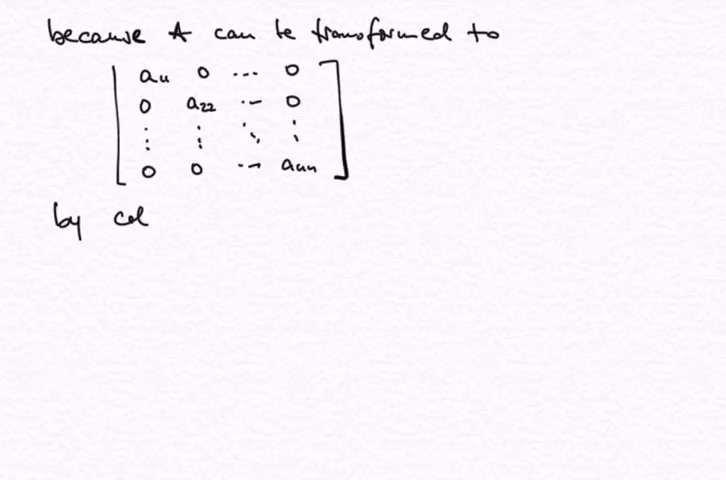 because A can be transformed to
[ a11 0 ... 0
0 a22 ... 0
⋮ ⋮ ⋱ ⋮
0 0 ... ann ]
by col